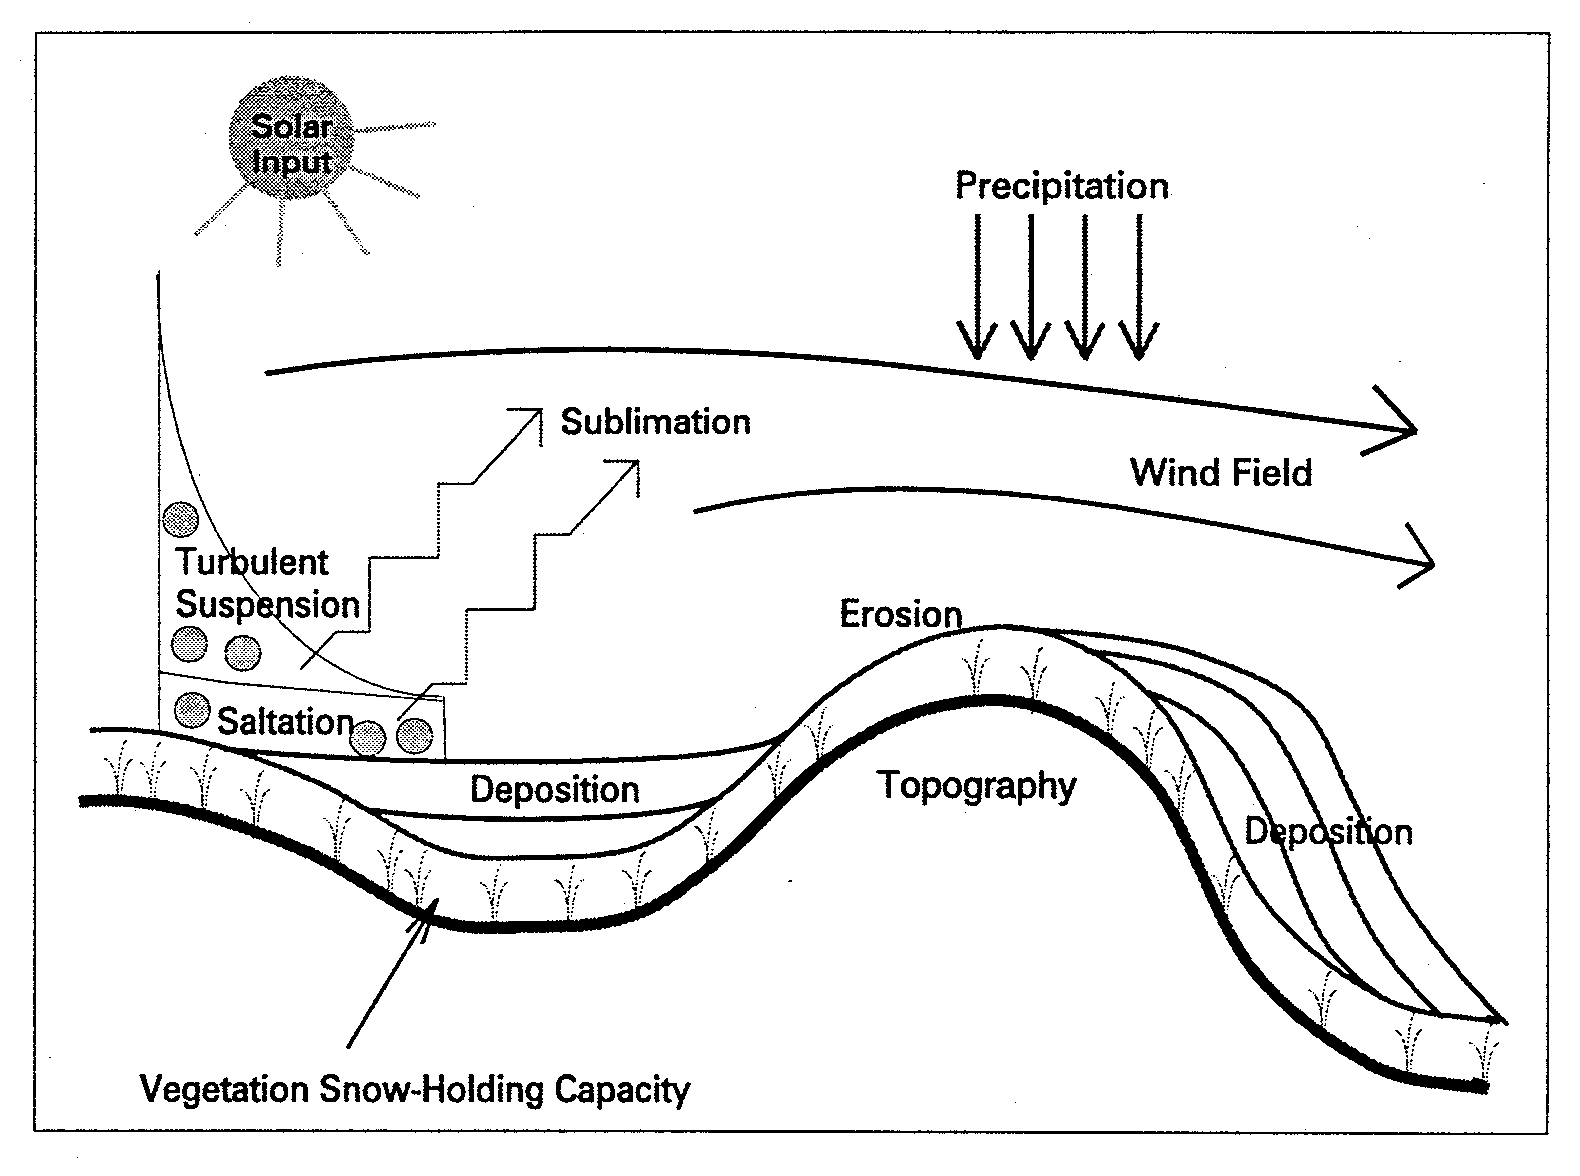 Solar
Input
Precipitation
Sublimation
Wind Field
Turbulent
Suspension
Erosion
Saltation
Deposition
Topography
Deposition
Vegetation Snow-Holding Capacity